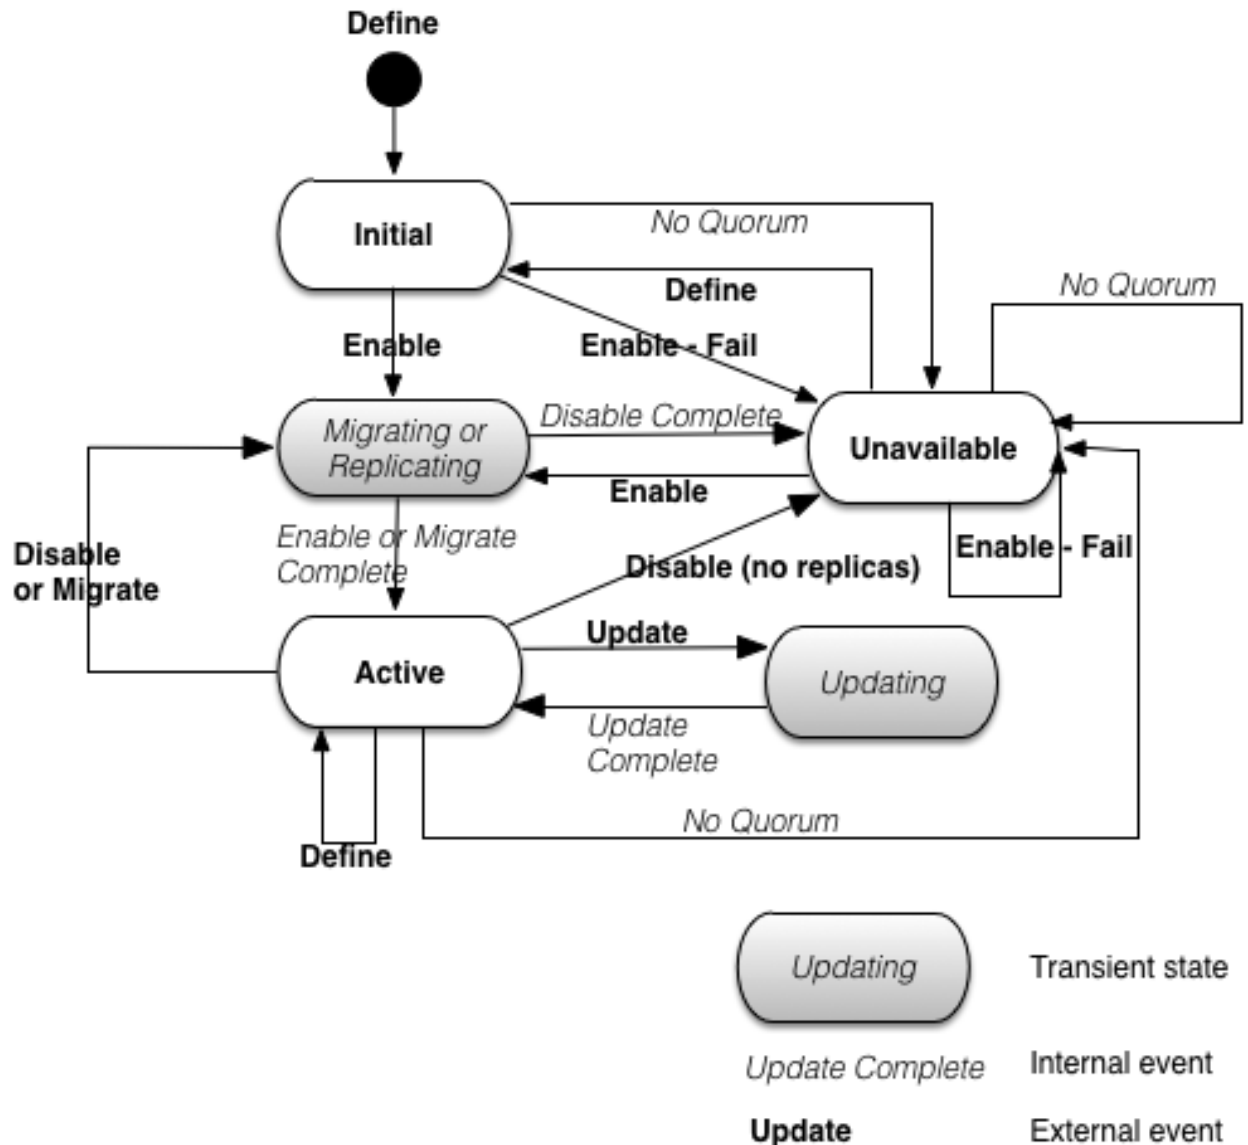 Define
Initial
No Quorum
Define
No Quorum
Enable
Enable - Fail
Migrating or
Replicating
Disable Complete
Unavailable
Enable
Enable or Migrate
Complete
Disable
or Migrate
Disable (no replicas)
Enable - Fail
Active
Update
Updating
Update
Complete
No Quorum
Define
Updating
Transient state
Update Complete
Internal event
Update
External event